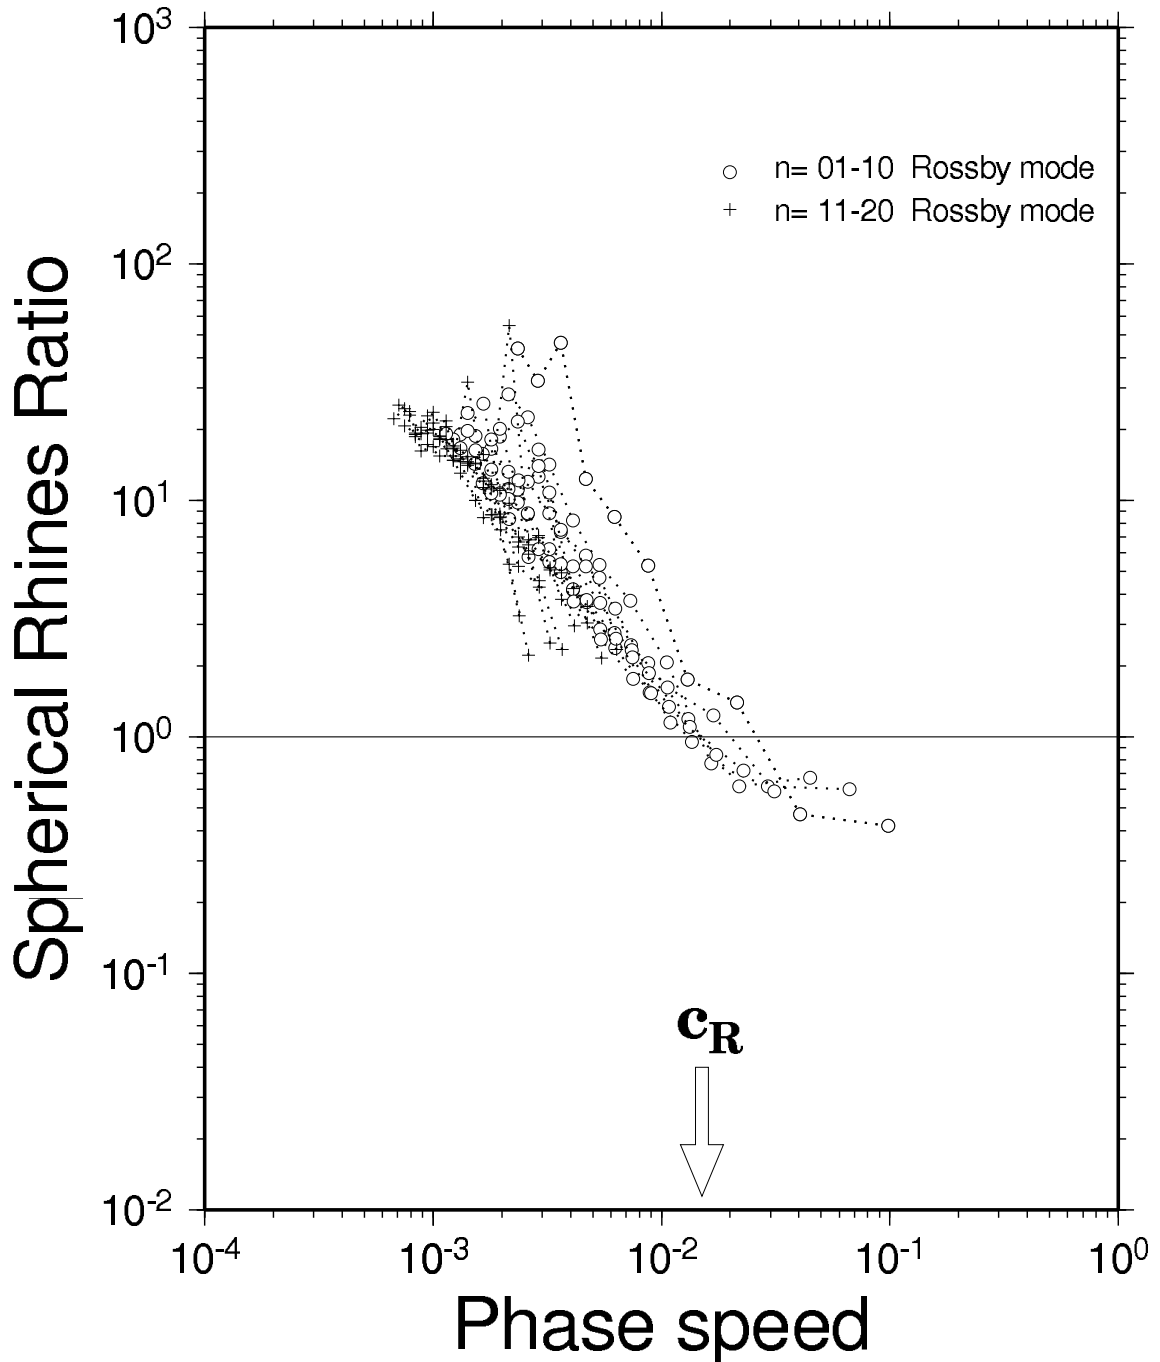 10^3
n= 01-10 Rossby mode
n= 11-20 Rossby mode
10^2
10^1
10^0
10^-1
10^-2
Spherical Rhines Ratio
c_R
10^-4
10^-3
10^-2
10^-1
10^0
Phase speed